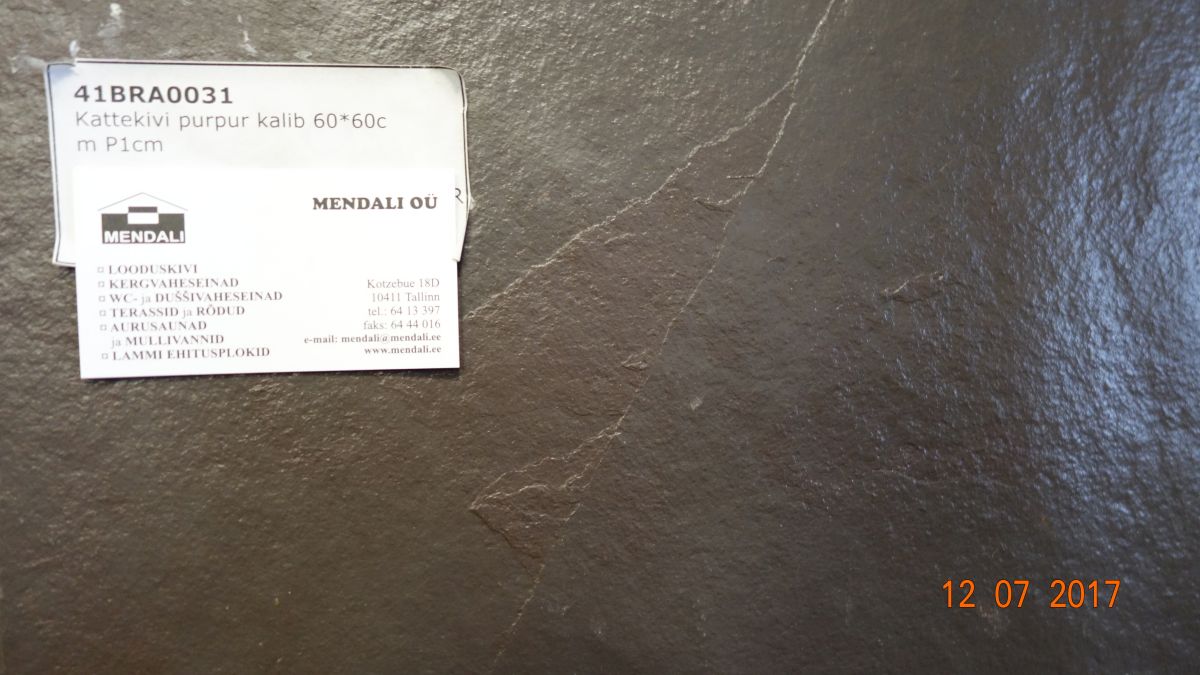 41BRA0031
Kattekivi purpur kalib 60*60c
m P1cm
R
MENDALI
MENDALI OÜ
LOODUSKIVI
KERGVAHESEINAD
WC- ja DUŠŠIVAHESEINAD
TERASSID ja RÕDUD
AURUSAUNAD
ja MULLIVANNID
LAMMI EHITUSPLOKID
Kotzebue 18D
10411 Tallinn
tel.: 64 13 397
faks: 64 44 016
e-mail: mendali@mendali.ee
www.mendali.ee
12 07 2017